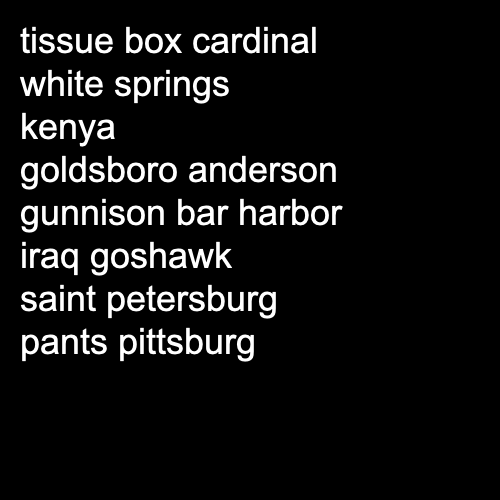 tissue box cardinal
white springs
kenya
goldsboro anderson
gunnison bar harbor
iraq goshawk
saint petersburg
pants pittsburg